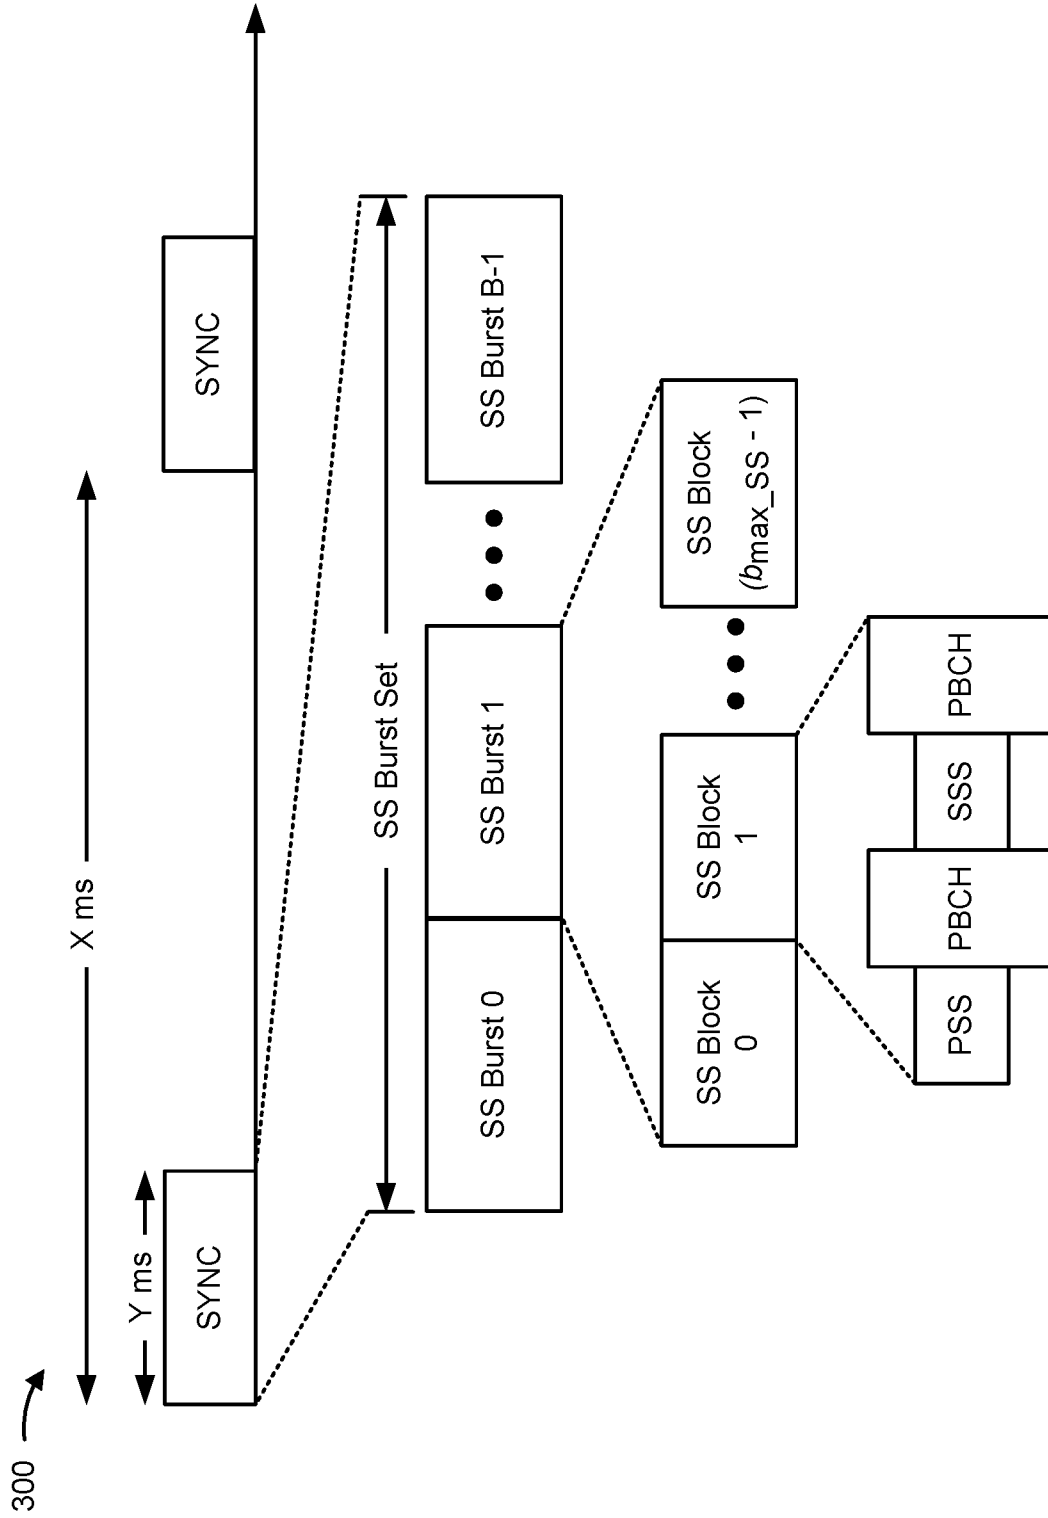 300
X ms
Y ms
SYNC
SYNC
SS Burst Set
SS Burst 0
SS Burst 1
SS Burst B-1
SS Block
0
SS Block
1
SS Block
(bmax_SS - 1)
PSS
PBCH
SSS
PBCH